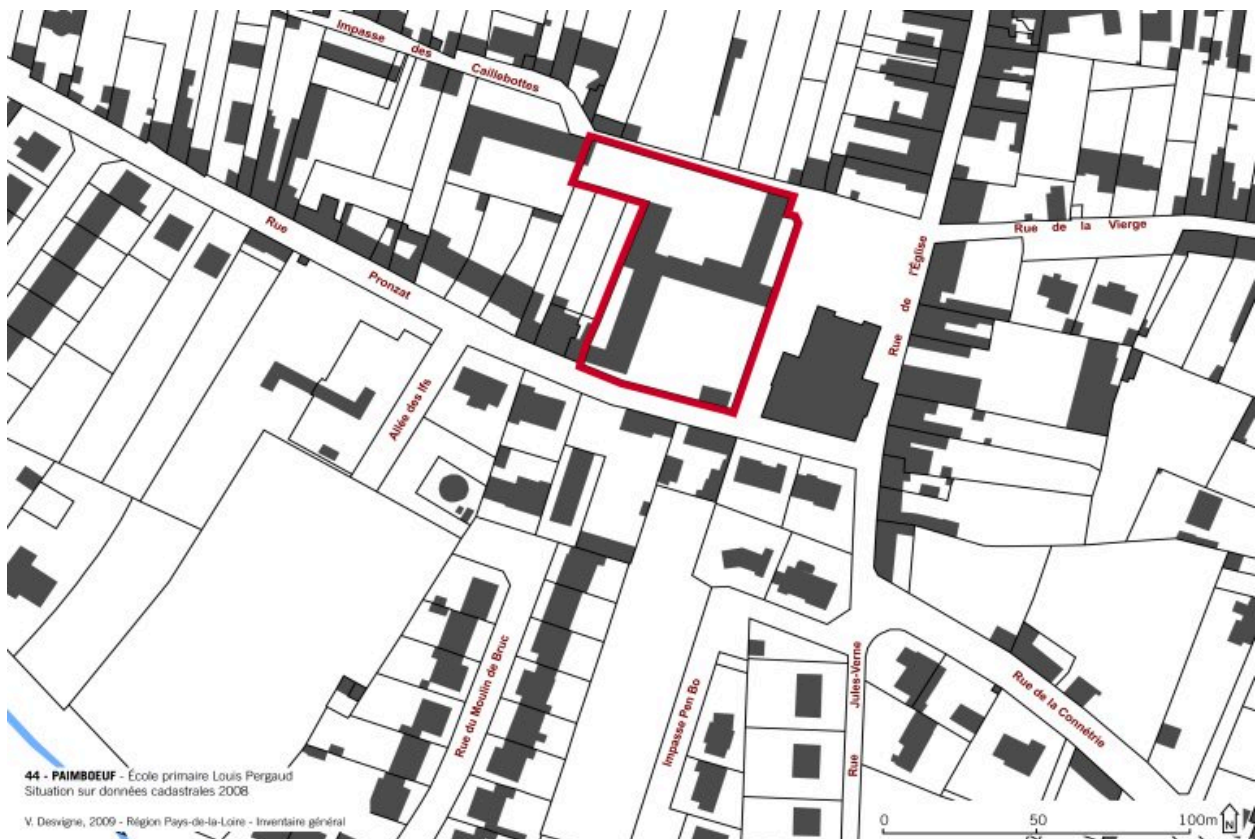 Impasse des Caillebottes
Rue de la Vierge
Rue de l'Église
Rue Pronzat
Allée des Ifs
Rue du Moulin de Bruc
Impasse Pen Bo
Rue Jules-Verne
Rue de la Connétrie
44 - PAIMBOEUF - École primaire Louis Pergaud
Situation sur données cadastrales 2008
V. Desvigne, 2009 - Région Pays-de-la-Loire - Inventaire général
0 50 100m N